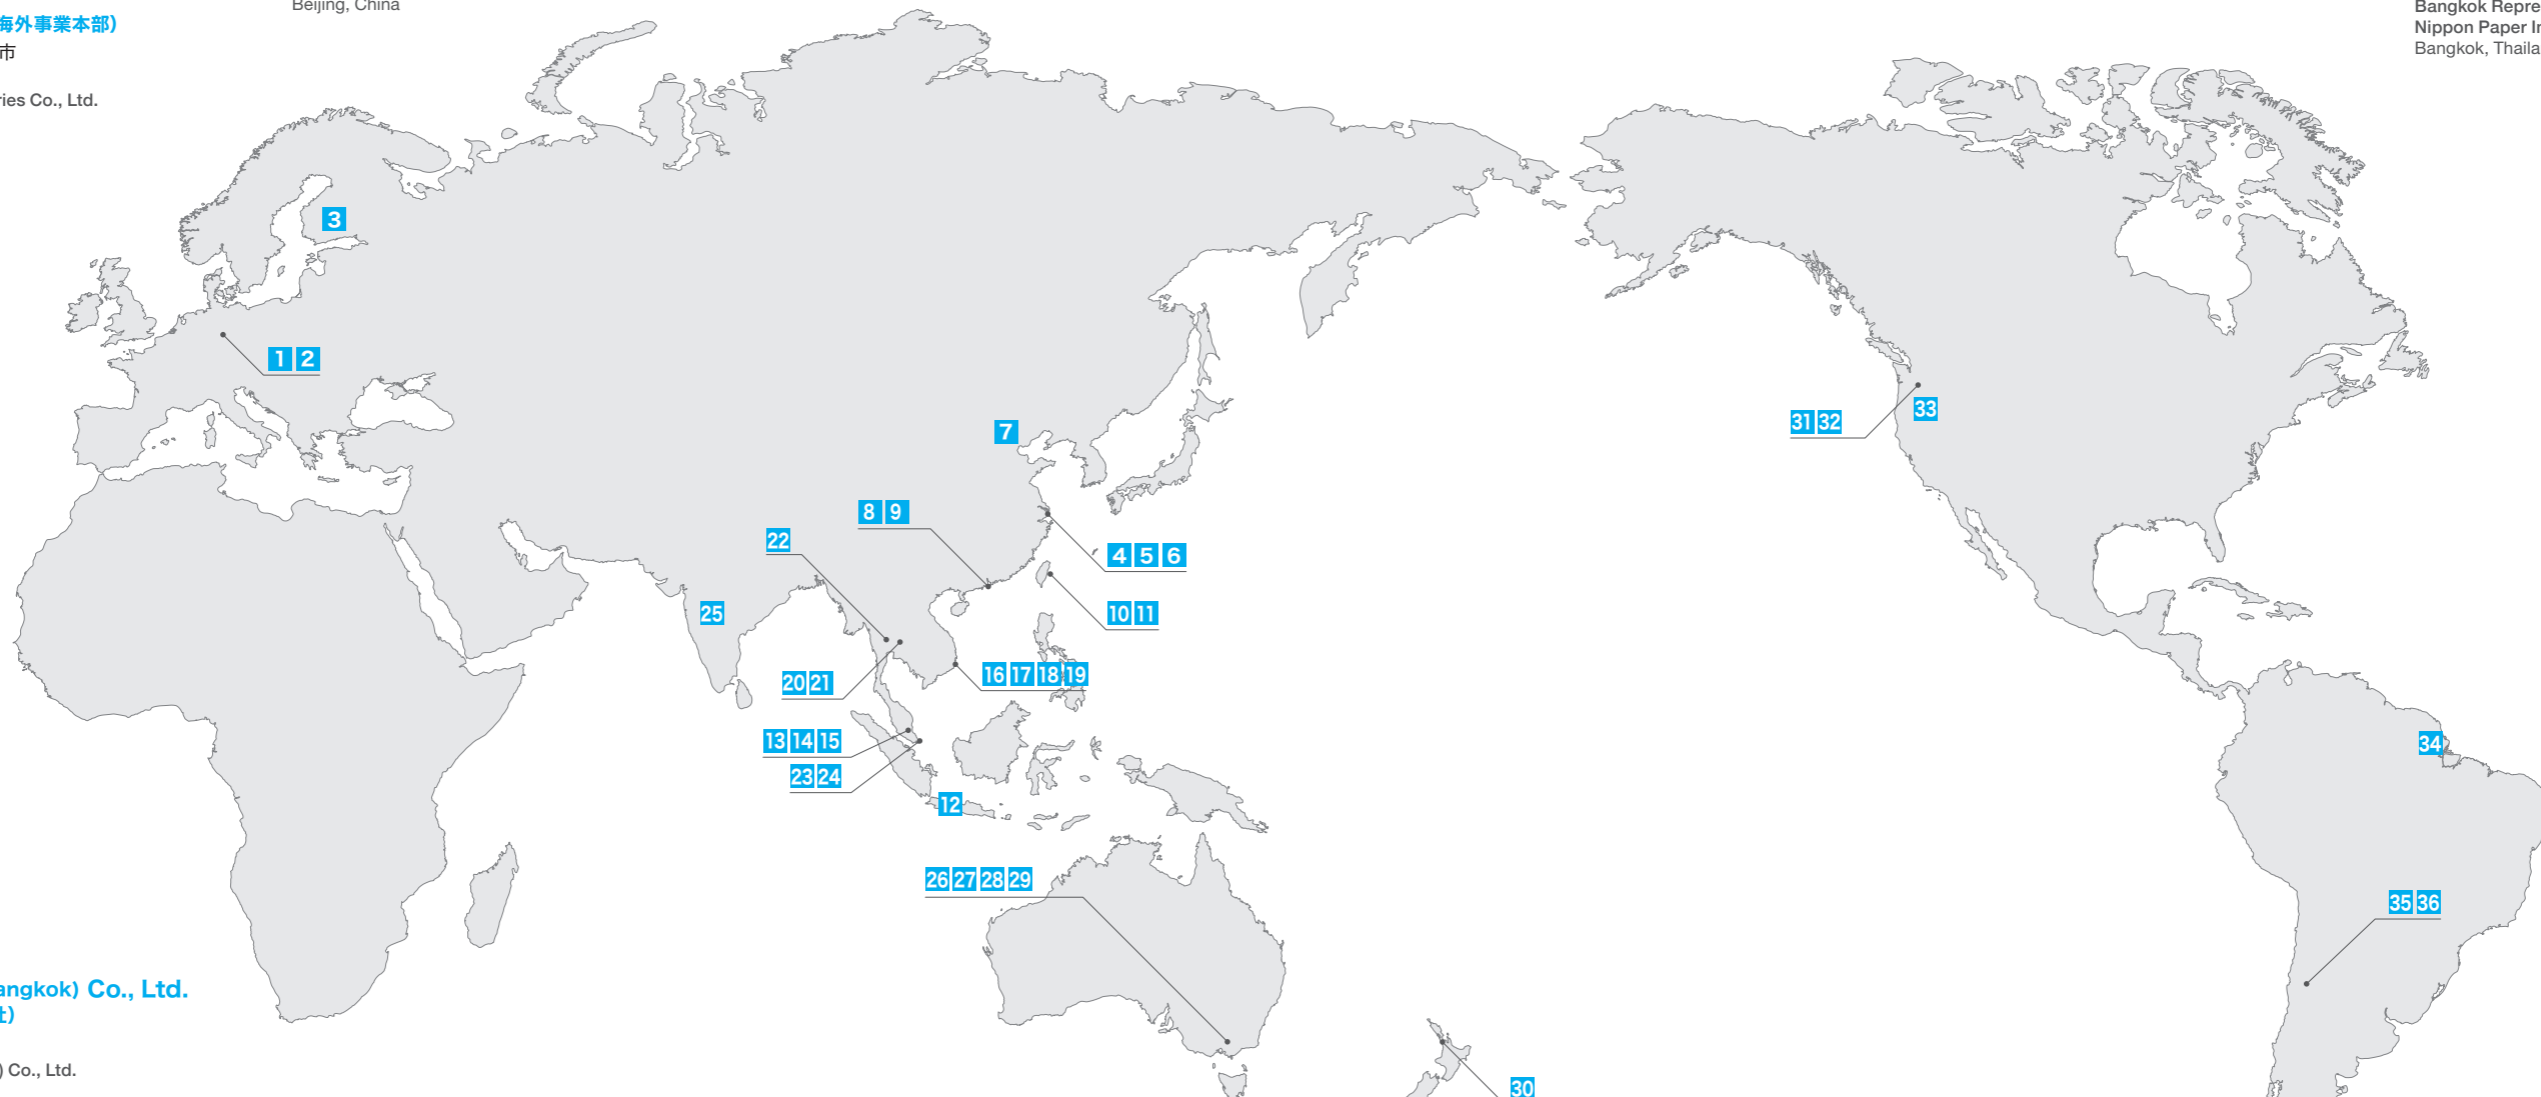 Beijing, China
海外事業本部）
市
ries Co., Ltd.
Bangkok Repre
Nippon Paper In
Bangkok, Thaila
3
1 2
7
8 9
22
4 5 6
25
10 11
20 21
16 17 18 19
13 14 15
23 24
12
26 27 28 29
30
31 32
33
34
35 36
angkok) Co., Ltd.
社）
) Co., Ltd.